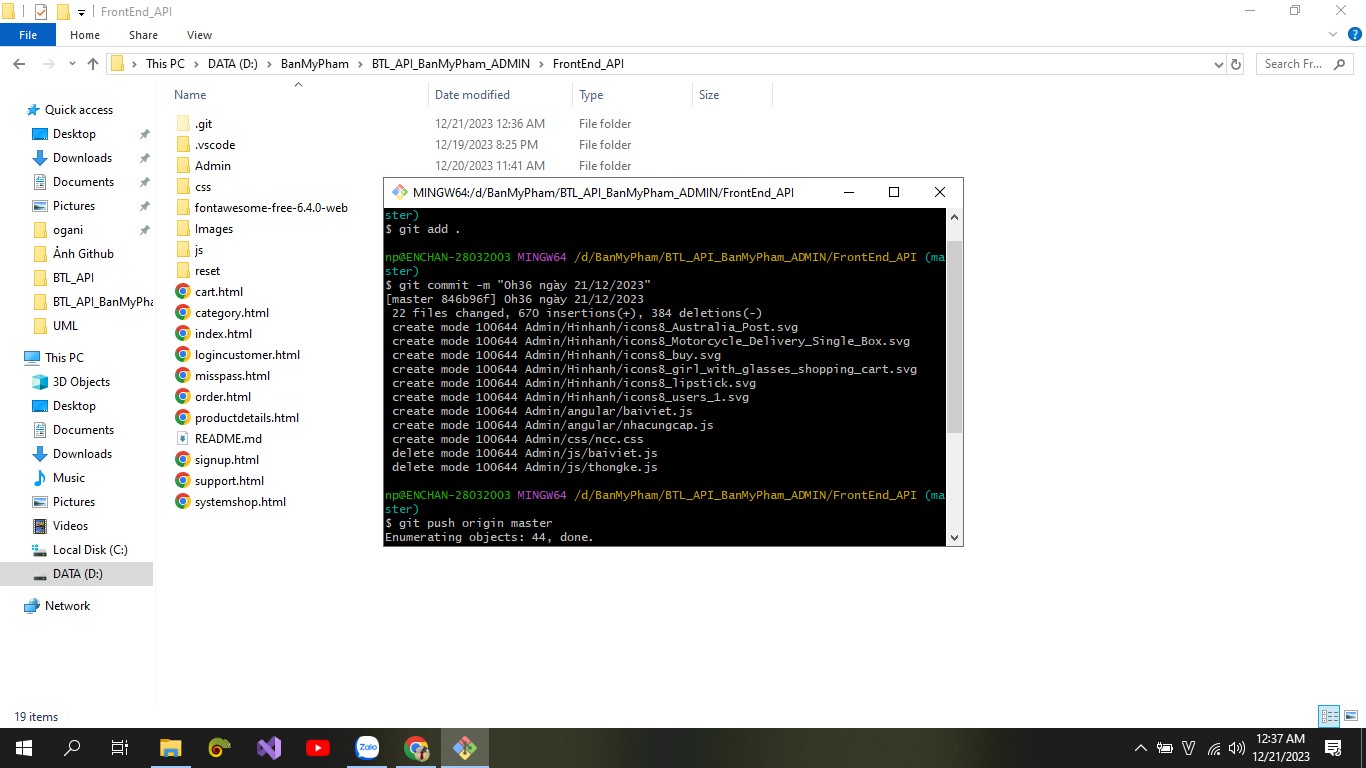 FrontEnd_API
File Home Share View
This PC DATA (D:) BanMyPham BTL_API_BanMyPham_ADMIN FrontEnd_API
Search Fr...
Name Date modified Type Size
Quick access
Desktop
Downloads
Documents
Pictures
ogani
Ảnh Github
BTL_API
BTL_API_BanMyPha
UML
This PC
3D Objects
Desktop
Documents
Downloads
Music
Pictures
Videos
Local Disk (C:)
DATA (D:)
Network
.git 12/21/2023 12:36 AM File folder
.vscode 12/19/2023 8:25 PM File folder
Admin 12/20/2023 11:41 AM File folder
css
fontawesome-free-6.4.0-web
Images
js
reset
cart.html
category.html
index.html
logincustomer.html
misspass.html
order.html
productdetails.html
README.md
signup.html
support.html
systemshop.html
MINGW64:/d/BanMyPham/BTL_API_BanMyPham_ADMIN/FrontEnd_API
ster)
$ git add .
np@ENCHAN-28032003 MINGW64 /d/BanMyPham/BTL_API_BanMyPham_ADMIN/FrontEnd_API (ma
ster)
$ git commit -m "0h36 ngày 21/12/2023"
[master 846b96f] 0h36 ngày 21/12/2023
22 files changed, 670 insertions(+), 384 deletions(-)
create mode 100644 Admin/Hinhanh/icons8_Australia_Post.svg
create mode 100644 Admin/Hinhanh/icons8_Motorcycle_Delivery_Single_Box.svg
create mode 100644 Admin/Hinhanh/icons8_buy.svg
create mode 100644 Admin/Hinhanh/icons8_girl_with_glasses_shopping_cart.svg
create mode 100644 Admin/Hinhanh/icons8_lipstick.svg
create mode 100644 Admin/Hinhanh/icons8_users_1.svg
create mode 100644 Admin/angular/baiviet.js
create mode 100644 Admin/angular/nhacungcap.js
create mode 100644 Admin/css/ncc.css
delete mode 100644 Admin/js/baiviet.js
delete mode 100644 Admin/js/thongke.js
np@ENCHAN-28032003 MINGW64 /d/BanMyPham/BTL_API_BanMyPham_ADMIN/FrontEnd_API (ma
ster)
$ git push origin master
Enumerating objects: 44, done.
19 items
Zalo
12:37 AM
12/21/2023